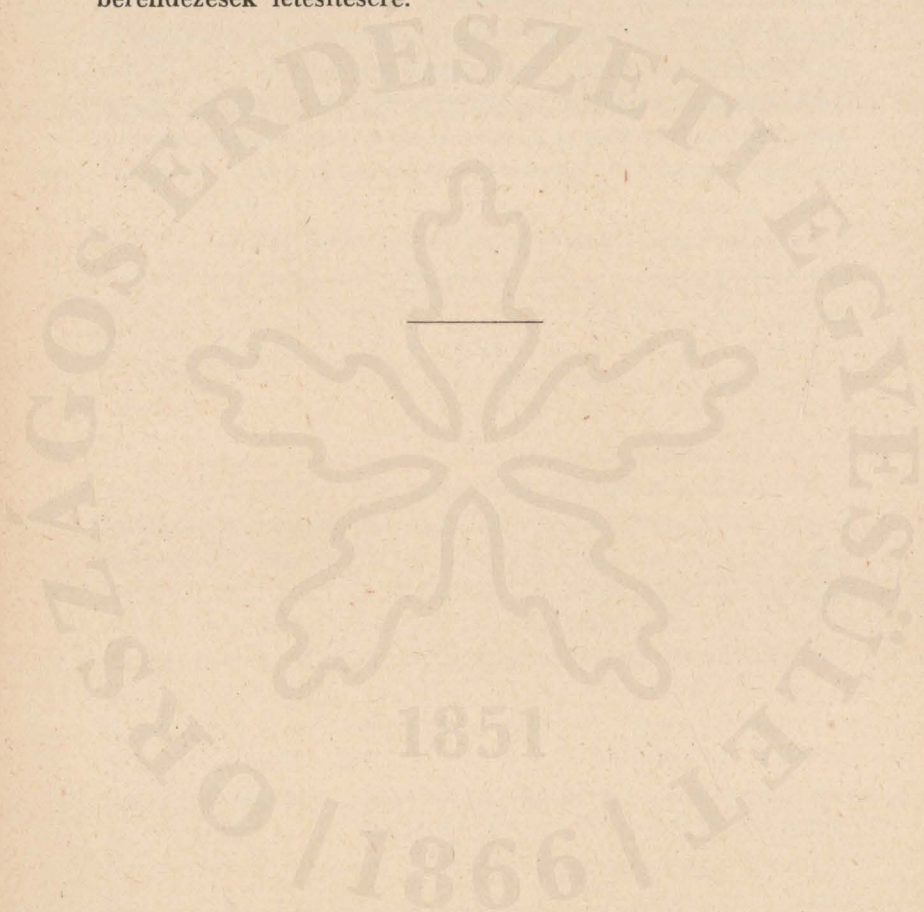 berendezések létesítésére.
ORSZÁGOS ERDÉSZETI EGYESÜLET
1851
/ 1866 /